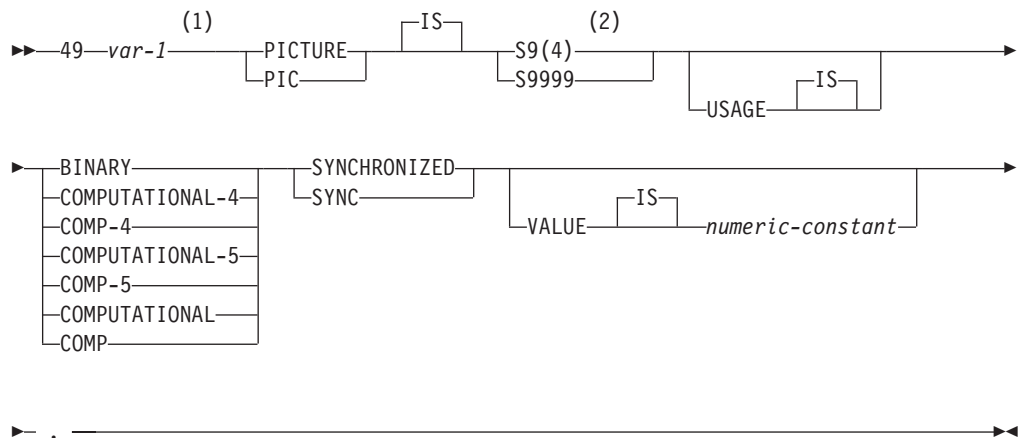 (1) IS (2)
49 var-1 PICTURE S9(4)
PIC S9999 IS
USAGE
BINARY SYNCHRONIZED
COMPUTATIONAL-4 SYNC IS
COMP-4 VALUE numeric-constant
COMPUTATIONAL-5
COMP-5
COMPUTATIONAL
COMP
.